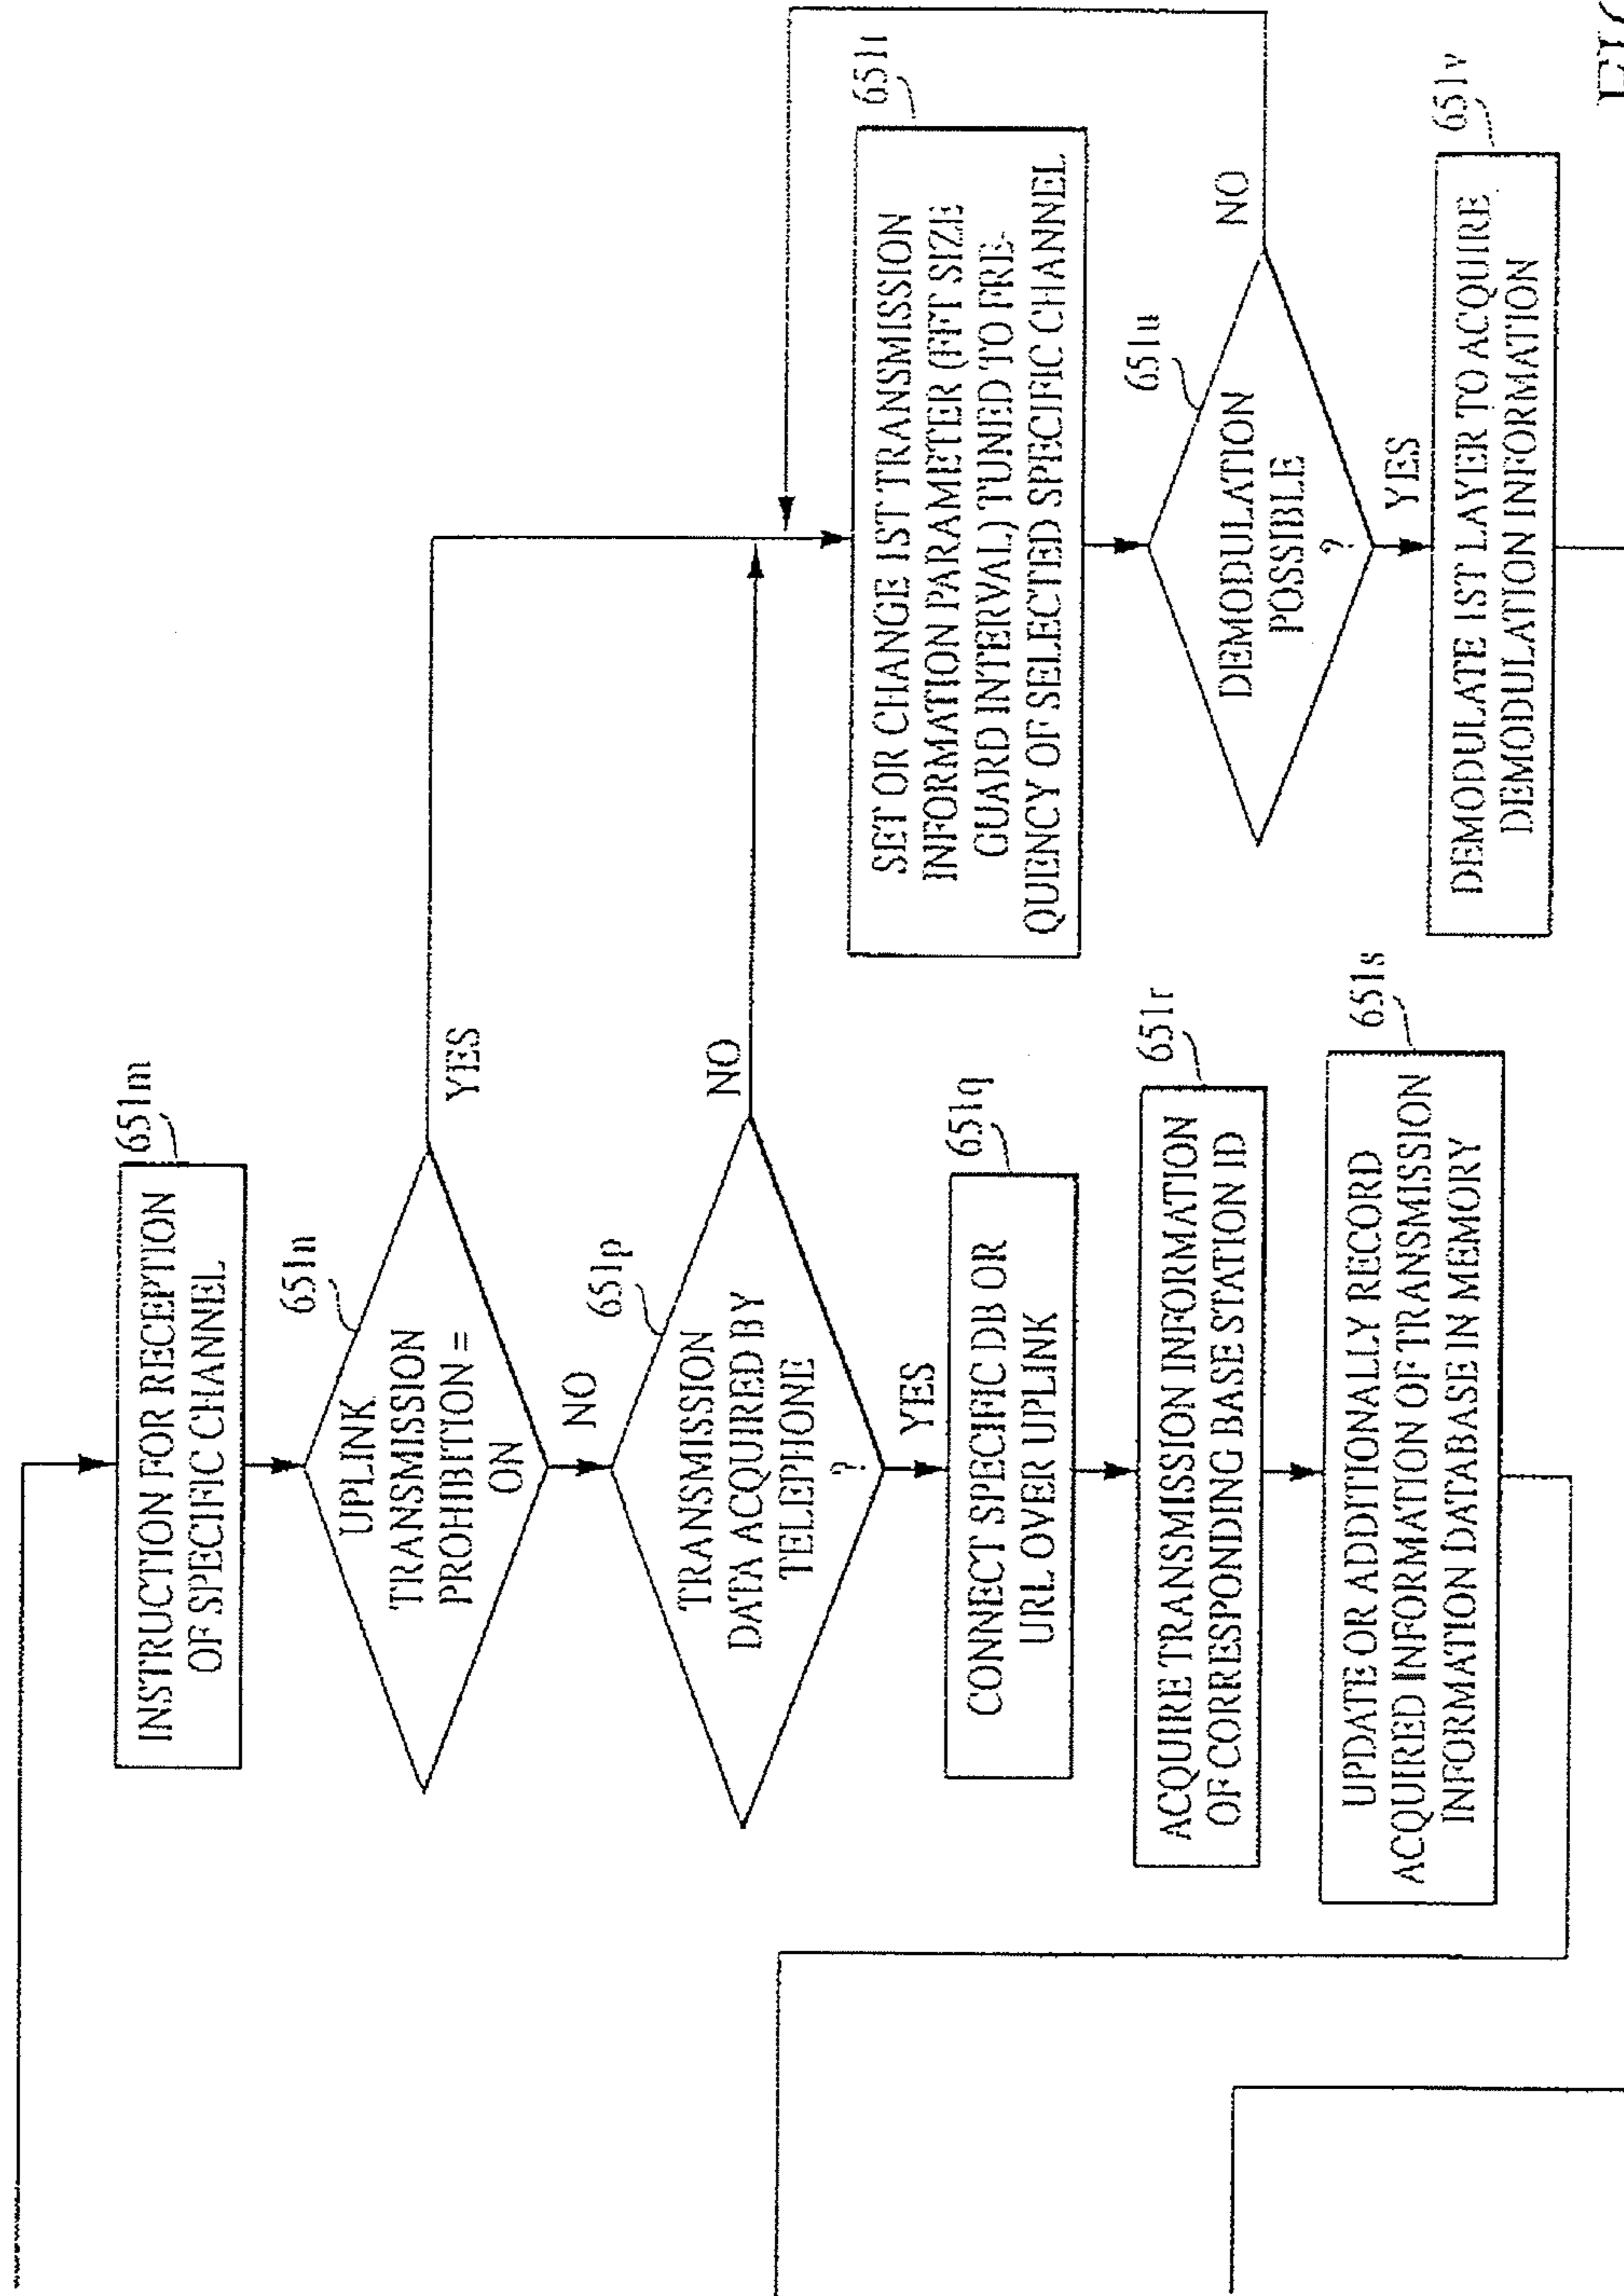 651m
INSTRUCTION FOR RECEPTION
OF SPECIFIC CHANNEL
651n
UPLINK
TRANSMISSION
PROHIBITION =
ON
YES
NO
651p
TRANSMISSION
DATA ACQUIRED BY
TELEPHONE
?
NO
YES
651q
CONNECT SPECIFIC DB OR
URL OVER UPLINK
651r
ACQUIRE TRANSMISSION INFORMATION
OF CORRESPONDING BASE STATION ID
651s
UPDATE OR ADDITIONALLY RECORD
ACQUIRED INFORMATION OF TRANSMISSION
INFORMATION DATABASE IN MEMORY
651t
SET OR CHANGE 1ST TRANSMISSION
INFORMATION PARAMETER (FFT SIZE
GUARD INTERVAL) TUNED TO FRE-
QUENCY OF SELECTED SPECIFIC CHANNEL
651u
DEMODULATION
POSSIBLE
?
NO
YES
651v
DEMODULATE 1ST LAYER TO ACQUIRE
DEMODULATION INFORMATION